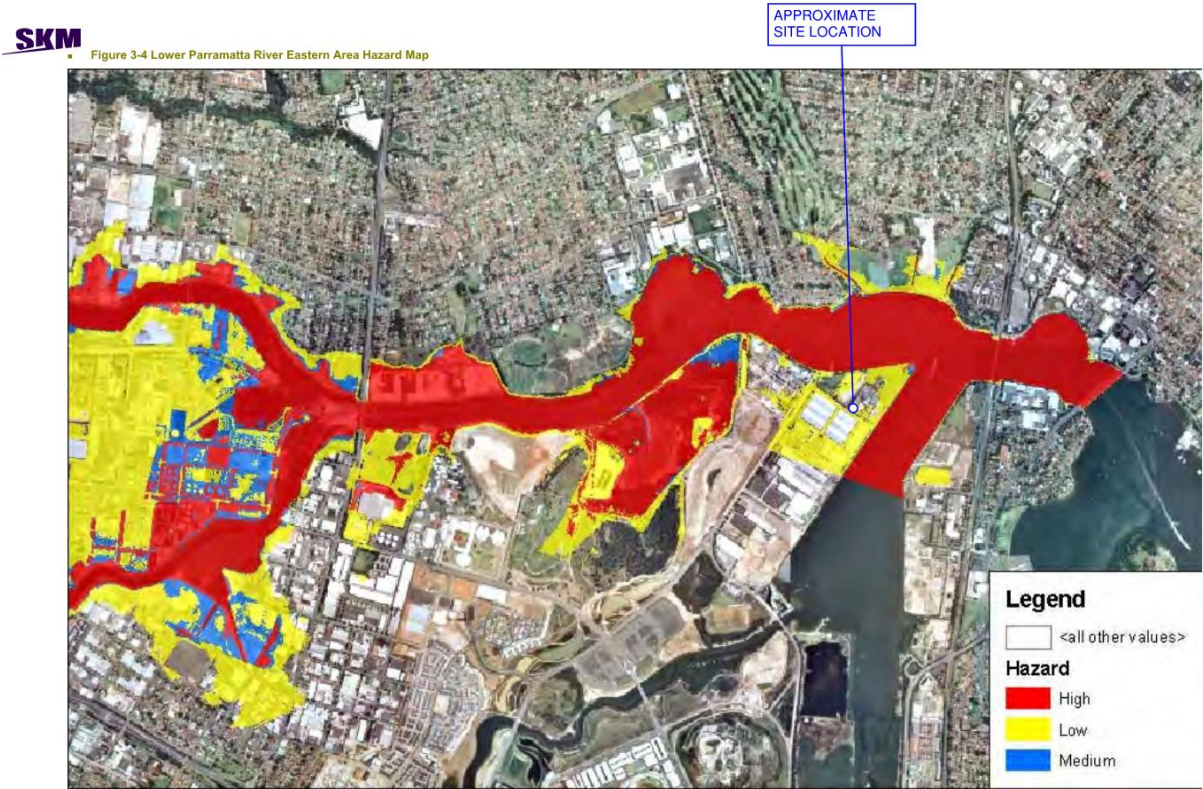 APPROXIMATE
SITE LOCATION
SKM
Figure 3-4 Lower Parramatta River Eastern Area Hazard Map
Legend
<all other values>
Hazard
High
Low
Medium